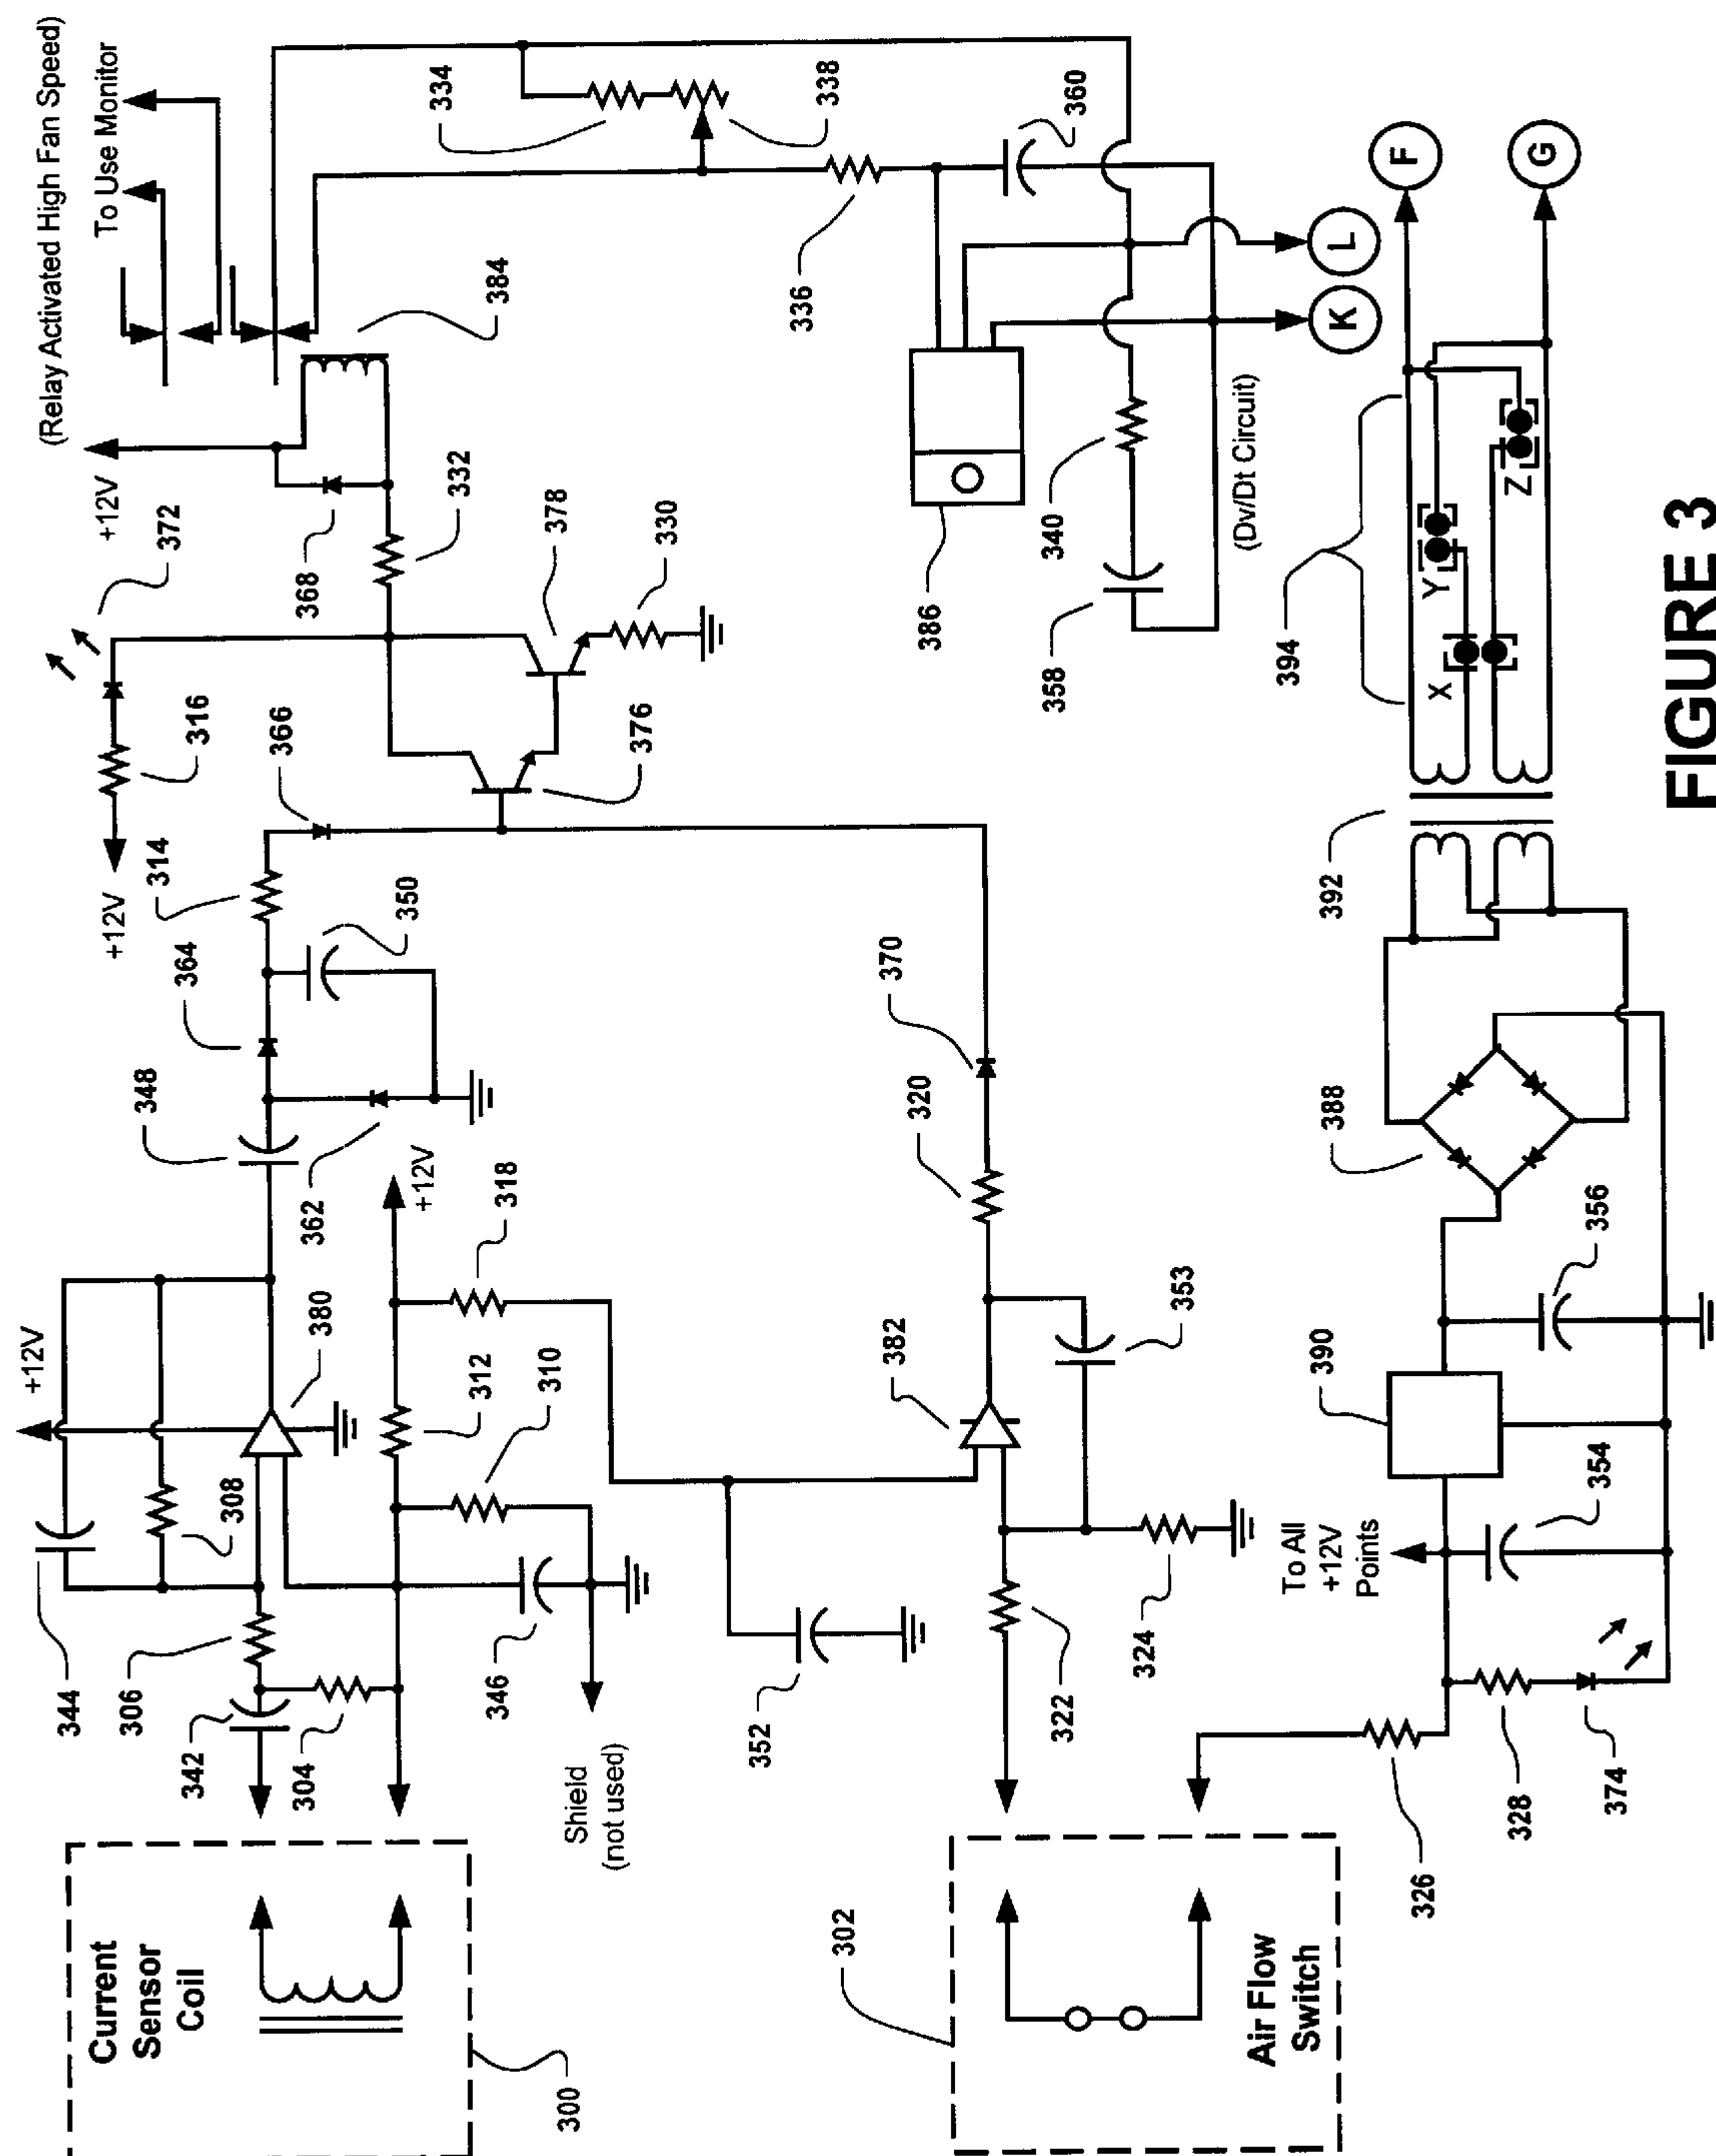 (Relay Activated High Fan Speed)
To Use Monitor
+12V
372
334
338
360
384
336
332
368
378
330
316
366
376
386
340
358
(Dv/Dt Circuit)
L
K
F
G
394
X
Y
Z
+12V
314
350
364
348
362
370
320
392
388
356
+12V
380
+12V
318
312
310
308
382
353
390
354
344
306
342
304
346
352
Shield
(not used)
322
324
To All
+12V
Points
326
328
374
Current
Sensor
Coil
300
302
Air Flow
Switch
FIGURE 3